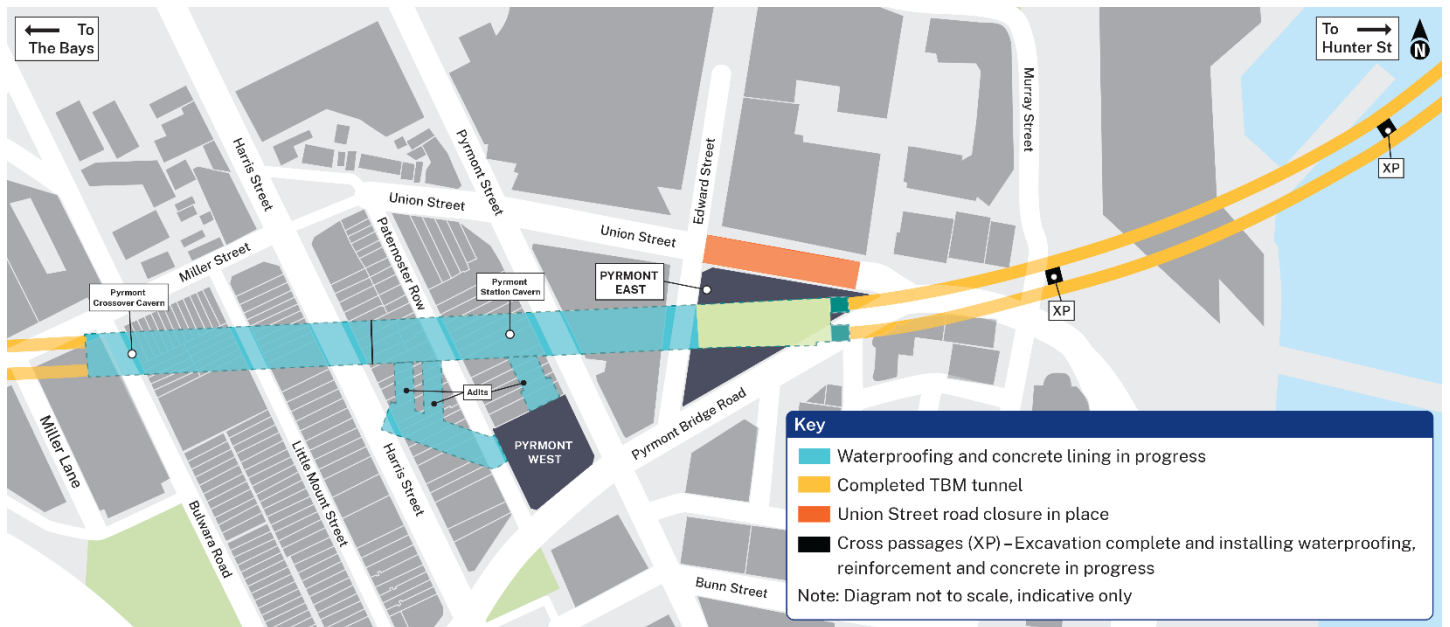 To
The Bays
To
Hunter St
N
Murray Street
XP
XP
Harris Street
Pyrmont Street
Edward Street
Union Street
Union Street
Miller Street
Paternoster Row
Pyrmont
Crossover Cavern
Pyrmont
Station Cavern
PYRMONT
EAST
Adits
PYRMONT
WEST
Pyrmont Bridge Road
Miller Lane
Bulwara Road
Little Mount Street
Harris Street
Bunn Street
Key
Waterproofing and concrete lining in progress
Completed TBM tunnel
Union Street road closure in place
Cross passages (XP) – Excavation complete and installing waterproofing,
reinforcement and concrete in progress
Note: Diagram not to scale, indicative only